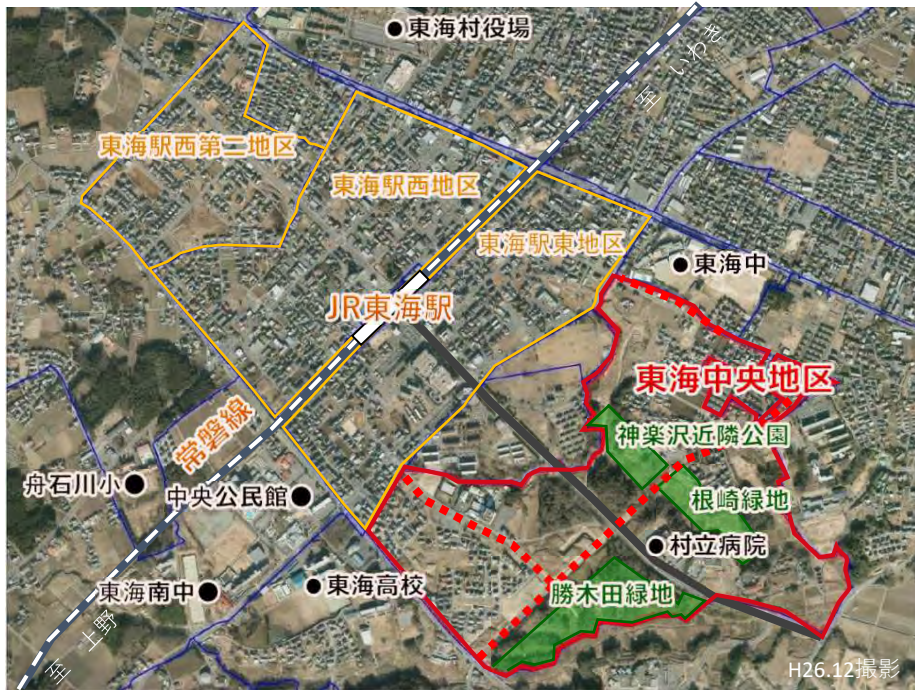 東海村役場
至 いわき
東海駅西第二地区
東海駅西地区
東海駅東地区
東海中
JR東海駅
東海中央地区
常磐線
神楽沢近隣公園
舟石川小
中央公民館
根崎緑地
村立病院
東海南中
東海高校
勝木田緑地
至 上野
H26.12撮影